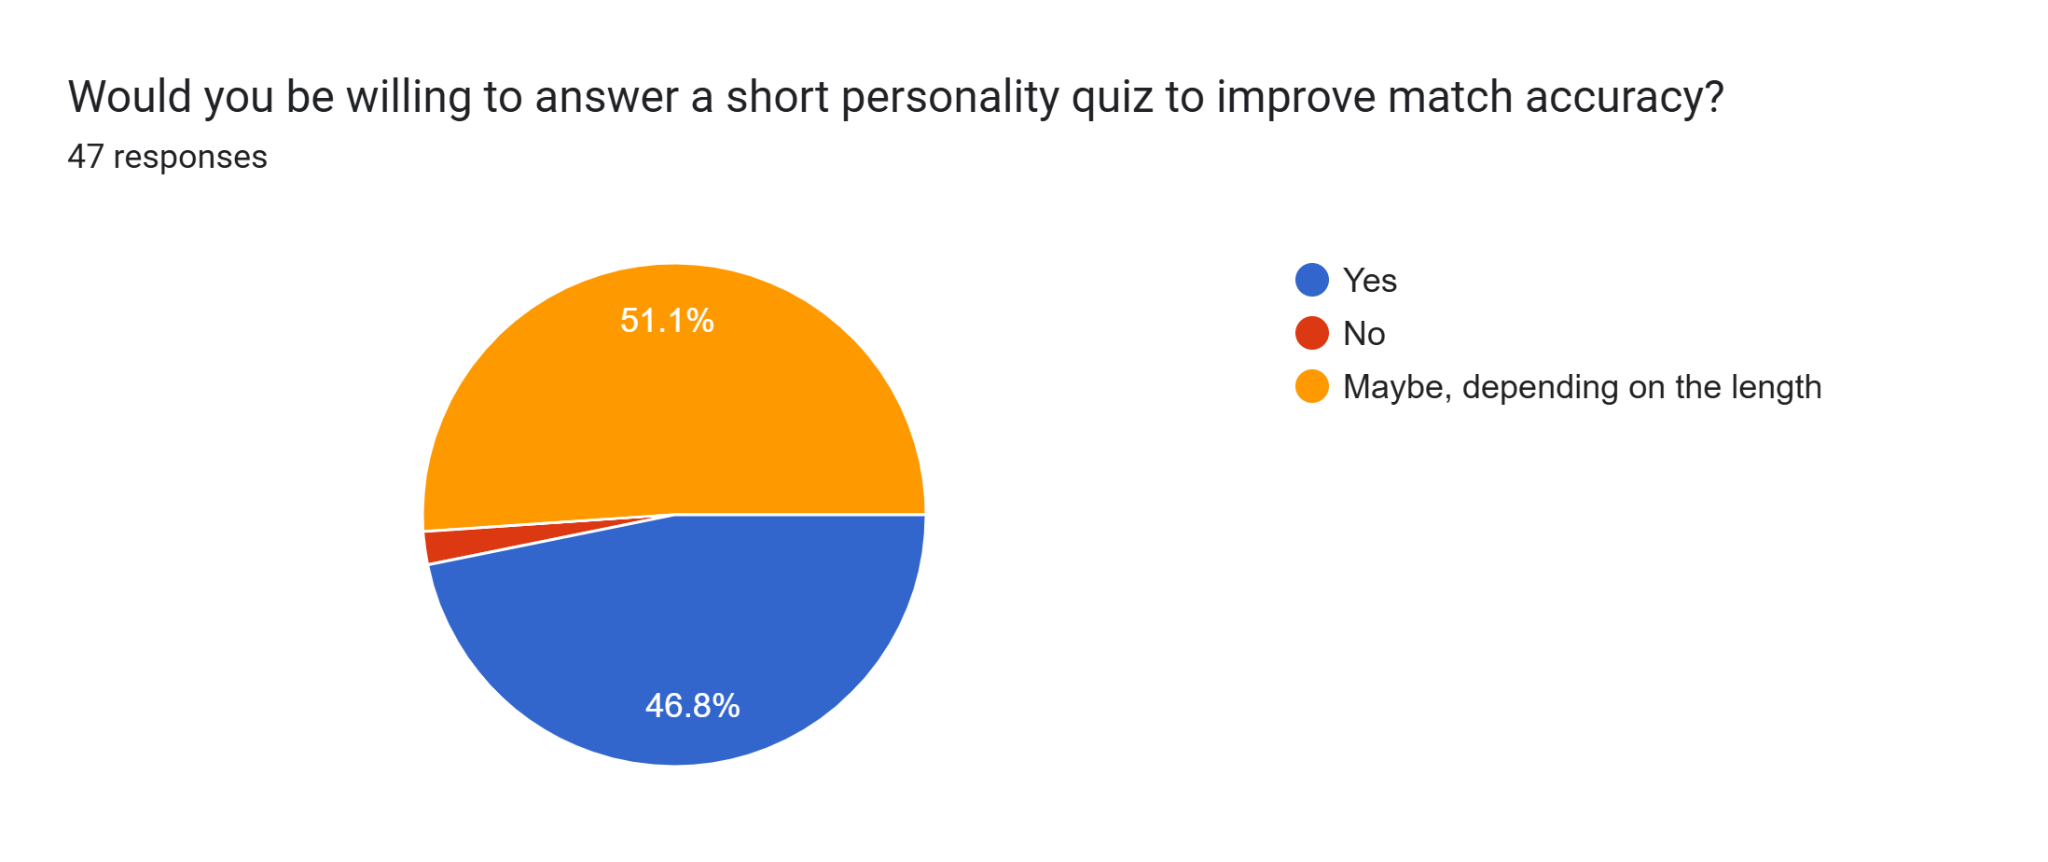 Would you be willing to answer a short personality quiz to improve match accuracy?
47 responses
51.1%
46.8%
Yes
No
Maybe, depending on the length